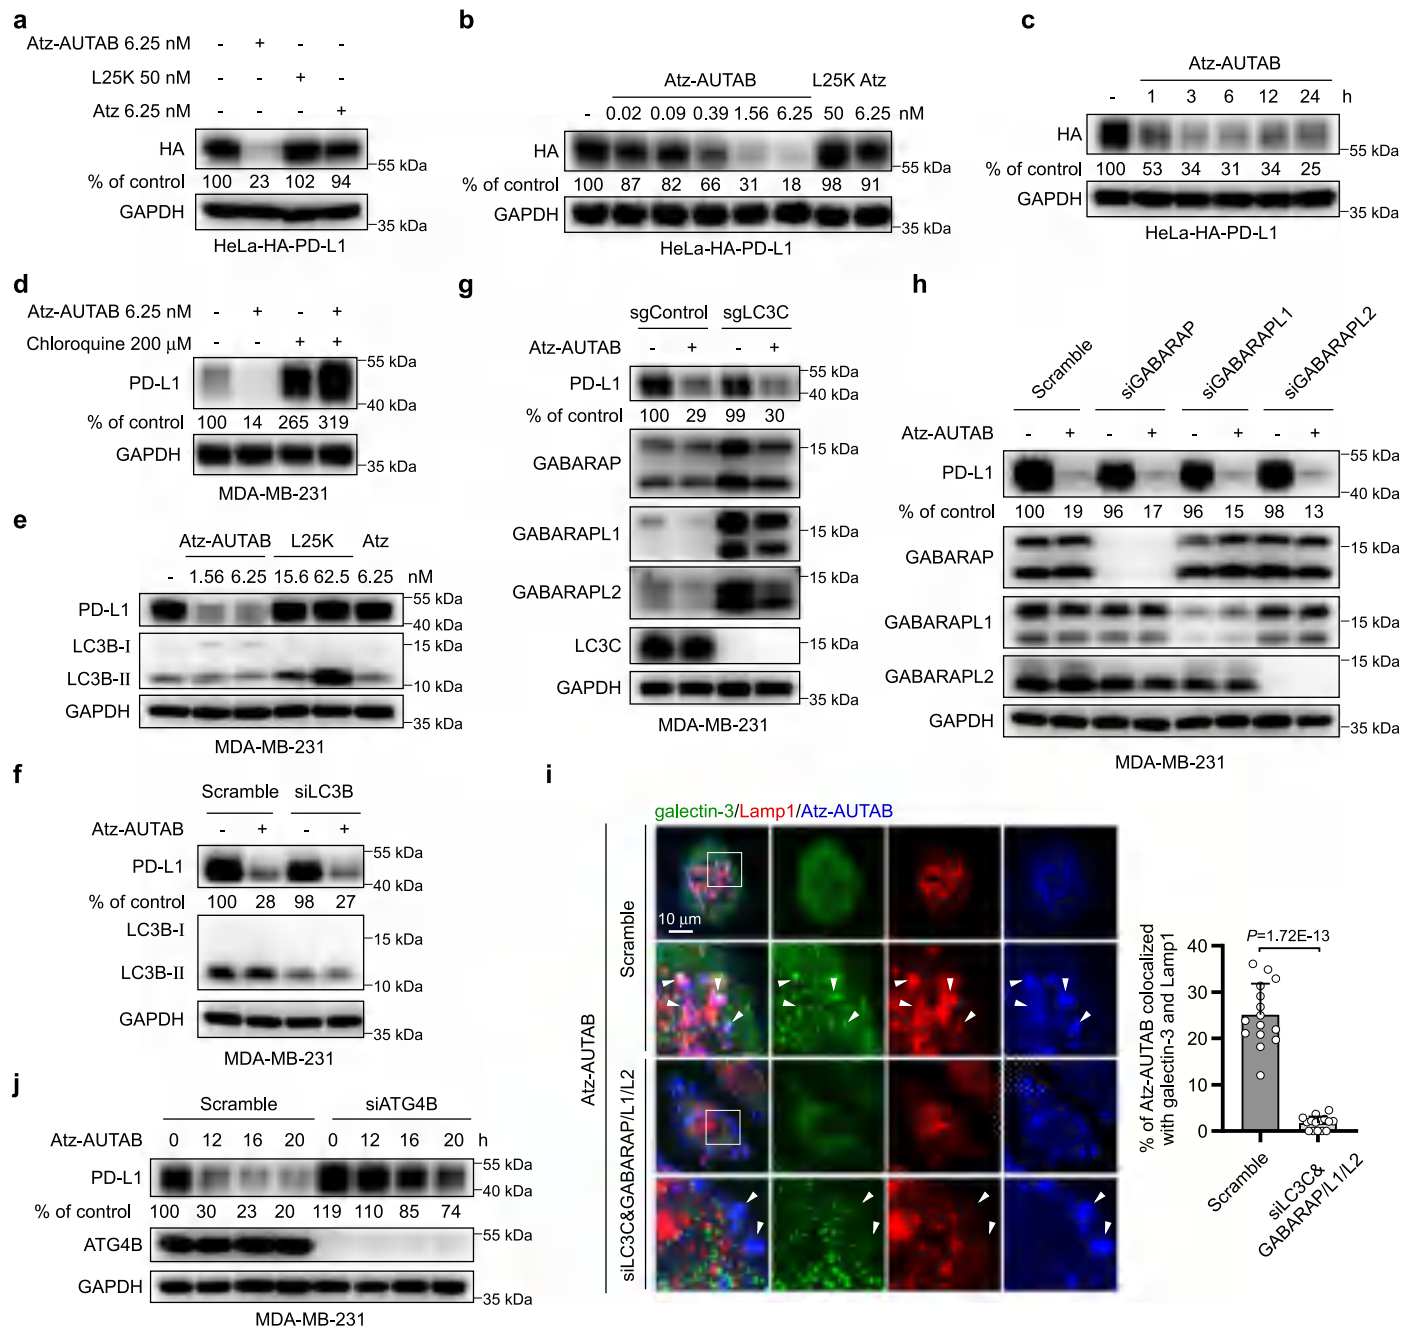 a
Atz-AUTAB 6.25 nM - + - -
L25K 50 nM - - + -
Atz 6.25 nM - - - +
HA
55 kDa
% of control 100 23 102 94
GAPDH
35 kDa
HeLa-HA-PD-L1
b
Atz-AUTAB L25K Atz
- 0.02 0.09 0.39 1.56 6.25 50 6.25 nM
HA
55 kDa
% of control 100 87 82 66 31 18 98 91
GAPDH
35 kDa
HeLa-HA-PD-L1
c
Atz-AUTAB
- 1 3 6 12 24 h
HA
55 kDa
% of control 100 53 34 31 34 25
GAPDH
35 kDa
HeLa-HA-PD-L1
d
Atz-AUTAB 6.25 nM - + - +
Chloroquine 200 μM - - + +
55 kDa
PD-L1
40 kDa
% of control 100 14 265 319
GAPDH
35 kDa
MDA-MB-231
e
Atz-AUTAB L25K Atz
- 1.56 6.25 15.6 62.5 6.25 nM
PD-L1
55 kDa
40 kDa
LC3B-I
15 kDa
LC3B-II
10 kDa
GAPDH
35 kDa
MDA-MB-231
f
Scramble siLC3B
Atz-AUTAB - + - +
55 kDa
PD-L1
40 kDa
% of control 100 28 98 27
LC3B-I
15 kDa
LC3B-II
10 kDa
GAPDH
35 kDa
MDA-MB-231
g
sgControl sgLC3C
Atz-AUTAB - + - +
55 kDa
PD-L1
40 kDa
% of control 100 29 99 30
15 kDa
GABARAP
GABARAPL1
15 kDa
15 kDa
GABARAPL2
LC3C
15 kDa
GAPDH
35 kDa
MDA-MB-231
h
Scramble
siGABARAP
siGABARAPL1
siGABARAPL2
Atz-AUTAB - + - + - + - +
55 kDa
PD-L1
40 kDa
% of control 100 19 96 17 96 15 98 13
15 kDa
GABARAP
GABARAPL1
15 kDa
15 kDa
GABARAPL2
GAPDH
35 kDa
MDA-MB-231
i
galectin-3/Lamp1/Atz-AUTAB
Atz-AUTAB
Scramble
10 μm
siLC3C&GABARAP/L1/L2
% of Atz-AUTAB colocalized
with galectin-3 and Lamp1
P=1.72E-13
40
30
20
10
0
Scramble
siLC3C&
GABARAP/L1/L2
j
Scramble siATG4B
Atz-AUTAB 0 12 16 20 0 12 16 20 h
55 kDa
PD-L1
40 kDa
% of control 100 30 23 20 119 110 85 74
55 kDa
ATG4B
GAPDH
35 kDa
MDA-MB-231